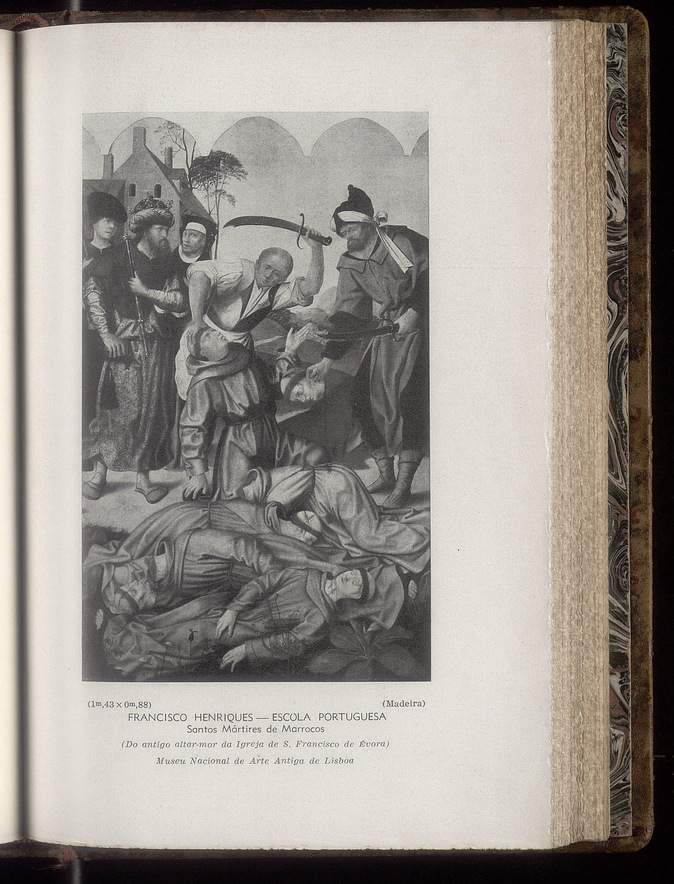 (1m,43 × 0m,88) (Madeira)
FRANCISCO HENRIQUES — ESCOLA PORTUGUESA
Santos Mártires de Marrocos
(Do antigo altar-mor da Igreja de S. Francisco de Évora)
Museu Nacional de Arte Antiga de Lisboa